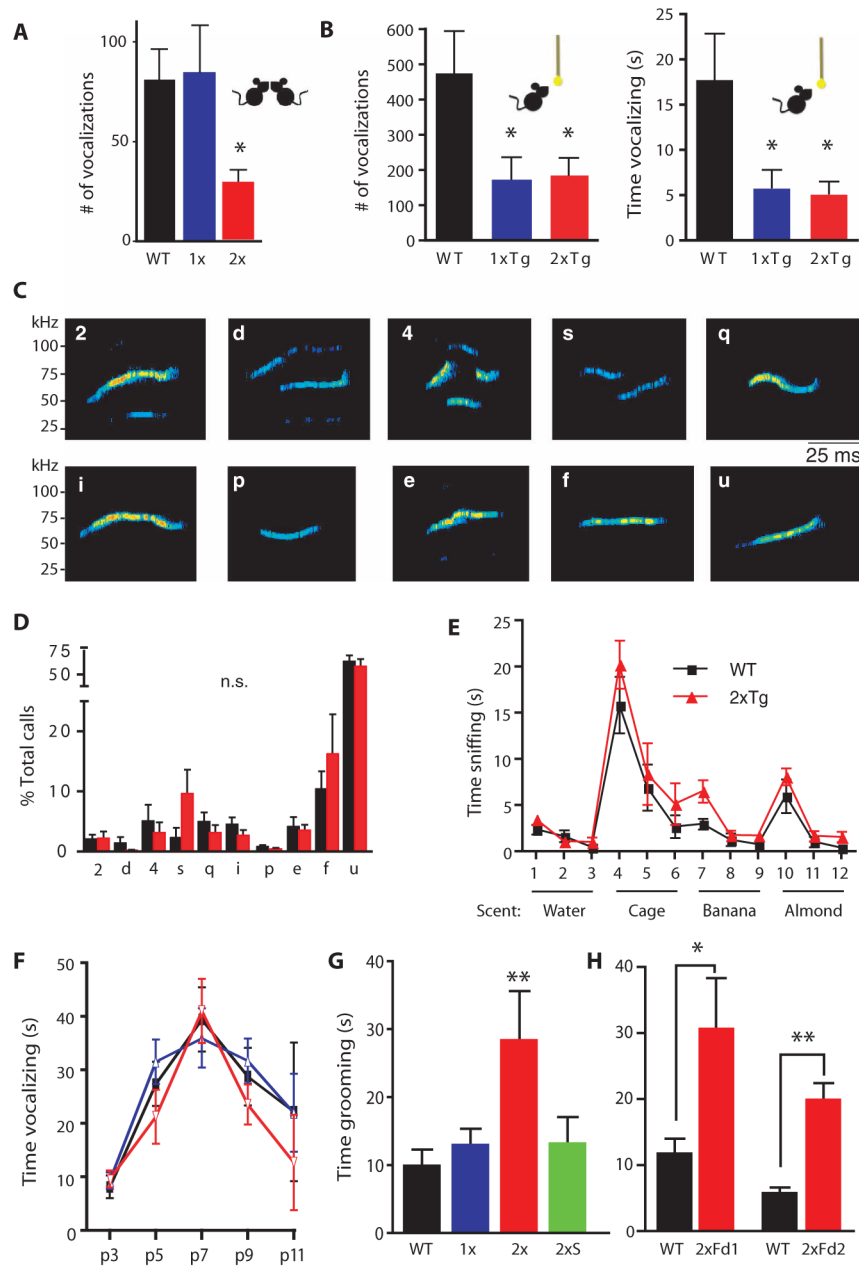 A
# of vocalizations
100
50
0
*
WT 1x 2x
B
# of vocalizations
600
500
400
300
200
100
0
* *
WT 1xTg 2xTg
Time vocalizing (s)
25
20
15
10
5
0
* *
WT 1xTg 2xTg
C
kHz
100
75
50
25
2 d 4 s q
25 ms
kHz
100
75
50
25
i p e f u
D
% Total calls
75
50
20
10
0
n.s.
2 d 4 s q i p e f u
E
Time sniffing (s)
20
15
10
5
0
WT
2xTg
1 2 3 4 5 6 7 8 9 10 11 12
Scent: Water Cage Banana Almond
F
Time vocalizing (s)
50
40
30
20
10
0
p3 p5 p7 p9 p11
G
Time grooming (s)
40
30
20
10
0
**
WT 1x 2x 2xS
H
40
30
20
10
0
*
**
WT 2xFd1 WT 2xFd2